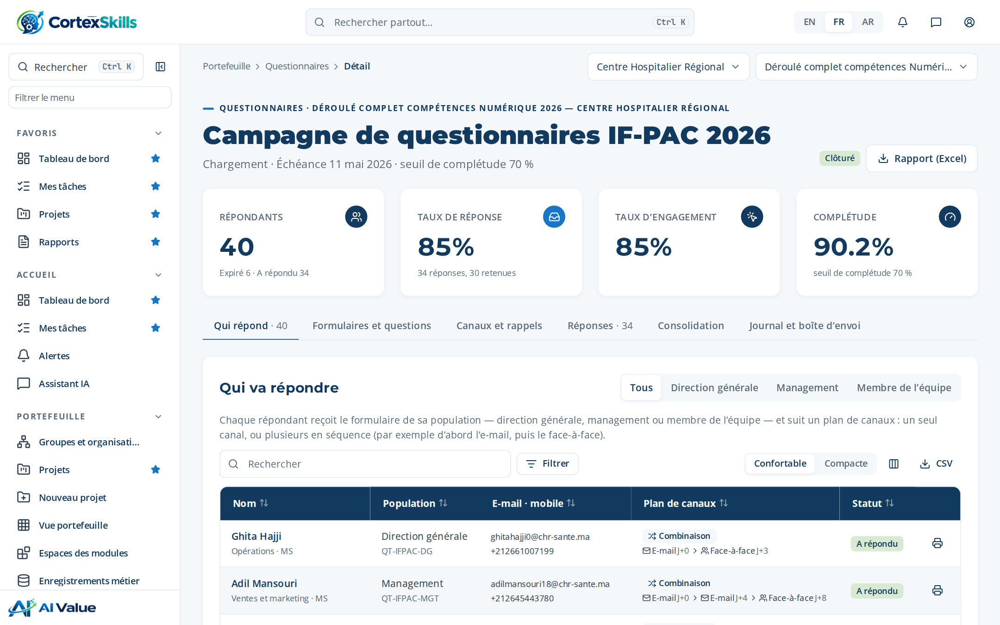 CortexSkills
Rechercher partout...
Ctrl K
EN
FR
AR
Rechercher
Ctrl K
Filtrer le menu
FAVORIS
Tableau de bord
Mes tâches
Projets
Rapports
ACCUEIL
Tableau de bord
Mes tâches
Alertes
Assistant IA
PORTEFEUILLE
Groupes et organisati...
Projets
Nouveau projet
Vue portefeuille
Espaces des modules
Enregistrements métier
AI Value
Portefeuille > Questionnaires > Détail
Centre Hospitalier Régional
Déroulé complet compétences Numéri...
QUESTIONNAIRES · DÉROULÉ COMPLET COMPÉTENCES NUMÉRIQUE 2026 — CENTRE HOSPITALIER RÉGIONAL
Campagne de questionnaires IF-PAC 2026
Chargement · Échéance 11 mai 2026 · seuil de complétude 70 %
Clôturé
Rapport (Excel)
RÉPONDANTS
40
Expiré 6 · A répondu 34
TAUX DE RÉPONSE
85%
34 réponses, 30 retenues
TAUX D’ENGAGEMENT
85%
COMPLÉTUDE
90.2%
seuil de complétude 70 %
Qui répond · 40
Formulaires et questions
Canaux et rappels
Réponses · 34
Consolidation
Journal et boîte d’envoi
Qui va répondre
Tous
Direction générale
Management
Membre de l’équipe
Chaque répondant reçoit le formulaire de sa population — direction générale, management ou membre de l’équipe — et suit un plan de canaux : un seul
canal, ou plusieurs en séquence (par exemple d’abord l’e-mail, puis le face-à-face).
Rechercher
Filtrer
Confortable
Compacte
CSV
Nom
Population
E-mail · mobile
Plan de canaux
Statut
Ghita Hajji
Opérations · MS
Direction générale
QT-IFPAC-DG
ghitahajji0@chr-sante.ma
+212661007199
Combinaison
E-mail J+0 > Face-à-face J+3
A répondu
Adil Mansouri
Ventes et marketing · MS
Management
QT-IFPAC-MGT
adilmansouri18@chr-sante.ma
+212645443780
Combinaison
E-mail J+0 > E-mail J+4 > Face-à-face J+8
A répondu